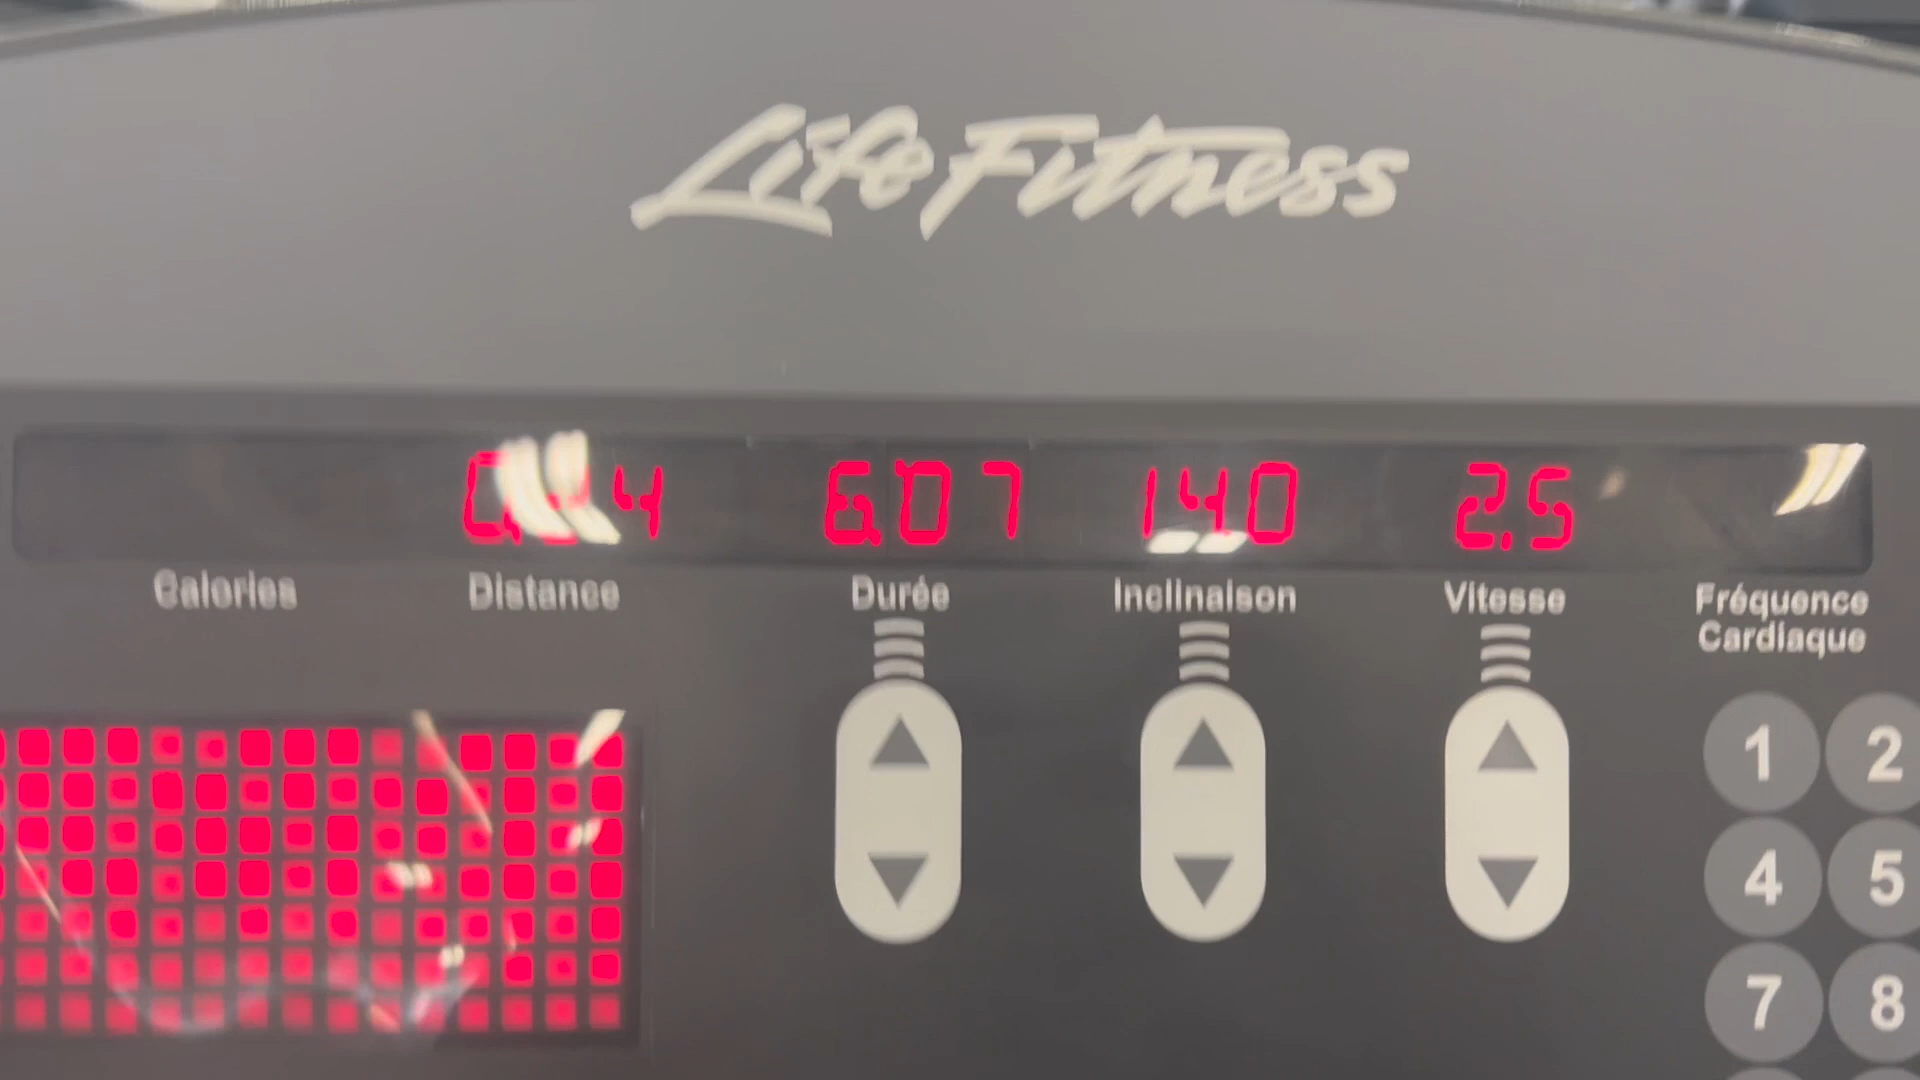 Life Fitness
6:07 14.0 2.5
Calories Distance Durée Inclinaison Vitesse Fréquence
Cardiaque
1 2
4 5
7 8